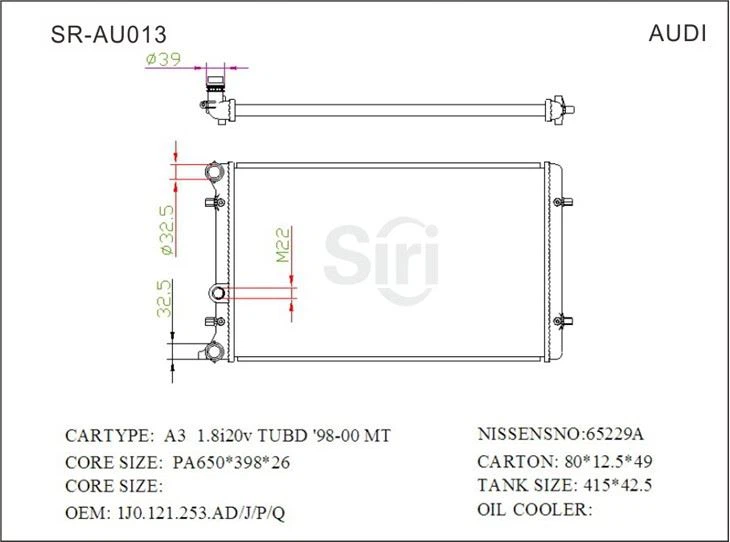 SR-AU013
AUDI
ø39
ø32.5
M22
Siri
32.5
CARTYPE: A3 1.8i20v TUBD '98-00 MT
NISSENSNO:65229A
CORE SIZE: PA650*398*26
CARTON: 80*12.5*49
CORE SIZE:
TANK SIZE: 415*42.5
OEM: 1J0.121.253.AD/J/P/Q
OIL COOLER: